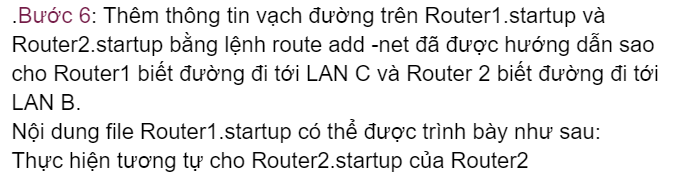 .Bước 6: Thêm thông tin vạch đường trên Router1.startup và
Router2.startup bằng lệnh route add -net đã được hướng dẫn sao
cho Router1 biết đường đi tới LAN C và Router 2 biết đường đi tới
LAN B.
Nội dung file Router1.startup có thể được trình bày như sau:
Thực hiện tương tự cho Router2.startup của Router2